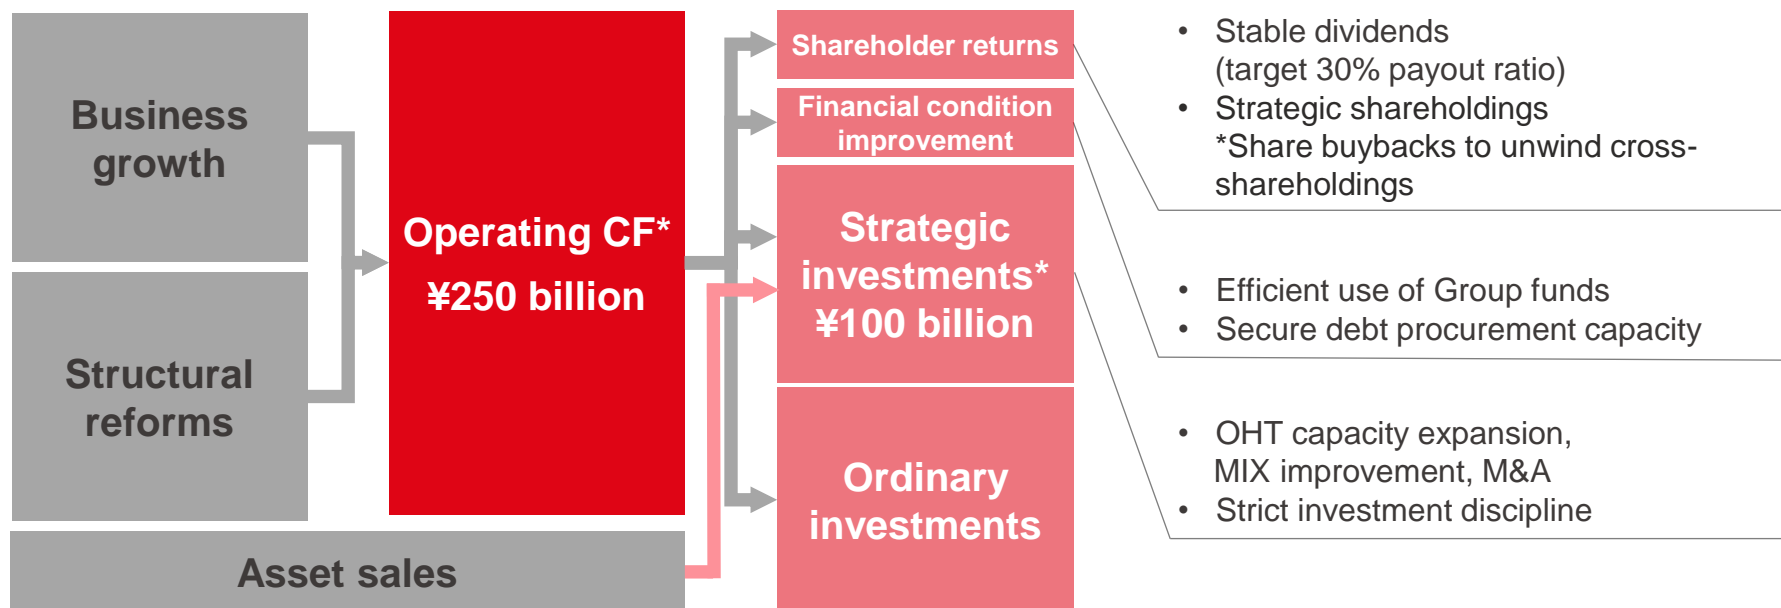 Business
growth
Structural
reforms
Asset sales
Operating CF*
¥250 billion
Shareholder returns
Financial condition
improvement
Strategic
investments*
¥100 billion
Ordinary
investments
• Stable dividends
(target 30% payout ratio)
• Strategic shareholdings
*Share buybacks to unwind cross-
shareholdings
• Efficient use of Group funds
• Secure debt procurement capacity
• OHT capacity expansion,
MIX improvement, M&A
• Strict investment discipline